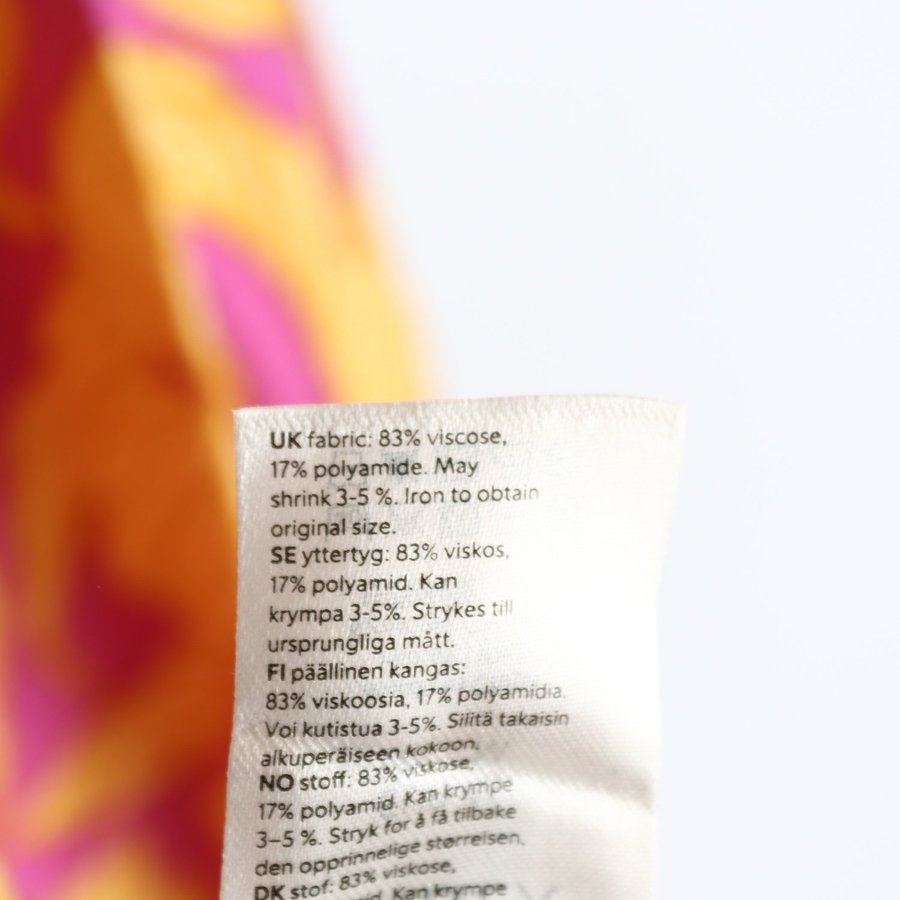 UK fabric: 83% viscose,
17% polyamide. May
shrink 3-5 %. Iron to obtain
original size.
SE yttertyg: 83% viskos,
17% polyamid. Kan
krympa 3-5%. Strykes till
ursprungliga mått.
FI päällinen kangas:
83% viskoosia, 17% polyamidia.
Voi kutistua 3-5%. Silitä takaisin
alkuperäiseen kokoon.
NO stoff: 83% viskose,
17% polyamid. Kan krympe
3–5 %. Stryk for å få tilbake
den opprinnelige størrelsen.
DK stof: 83% viskose,
Kan krympe